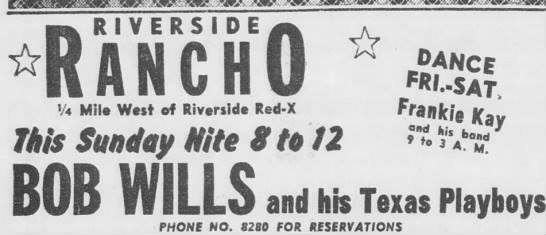 RIVERSIDE
RANCHO
1/4 Mile West of Riverside Red-X
DANCE
FRI.-SAT.
Frankie Kay
and his band
9 to 3 A. M.
This Sunday Nite 8 to 12
BOB WILLS and his Texas Playboys
PHONE NO. 8280 FOR RESERVATIONS